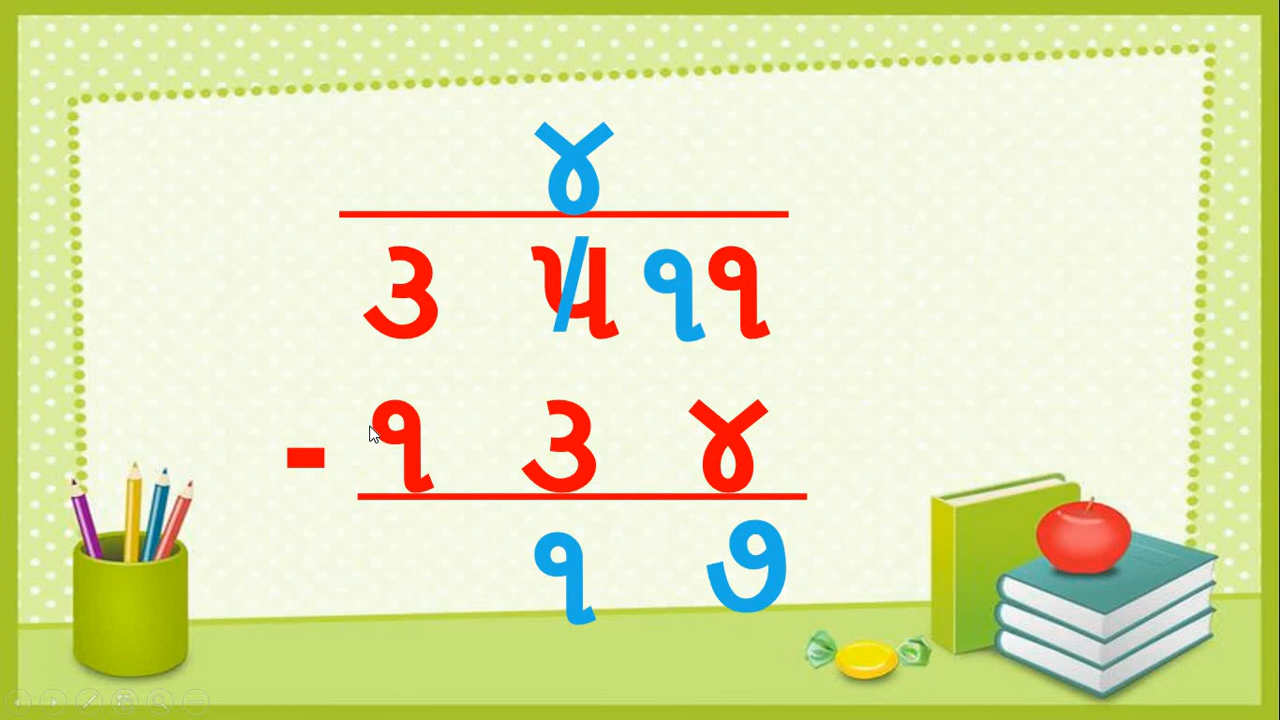 ૪
૩ ૫ ૧૧
- ૧ ૩ ૪
૧ ૭